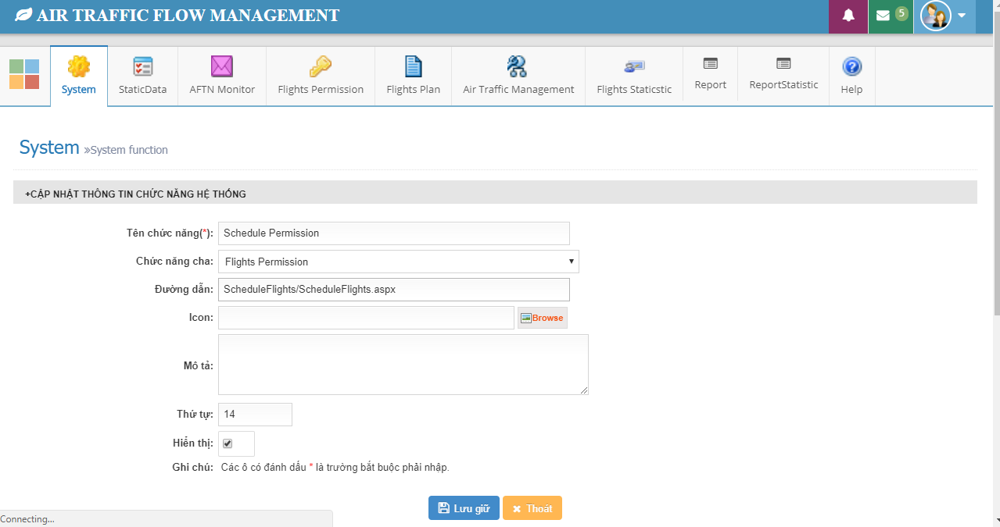 AIR TRAFFIC FLOW MANAGEMENT
5
System
StaticData
AFTN Monitor
Flights Permission
Flights Plan
Air Traffic Management
Flights Staticstic
Report
ReportStatistic
Help
System »System function
+CẬP NHẬT THÔNG TIN CHỨC NĂNG HỆ THỐNG
Tên chức năng(*): Schedule Permission
Chức năng cha: Flights Permission
Đường dẫn: ScheduleFlights/ScheduleFlights.aspx
Icon: Browse
Mô tả:
Thứ tự: 14
Hiển thị:
Ghi chú: Các ô có đánh dấu * là trường bắt buộc phải nhập.
Lưu giữ
Thoát
Connecting...